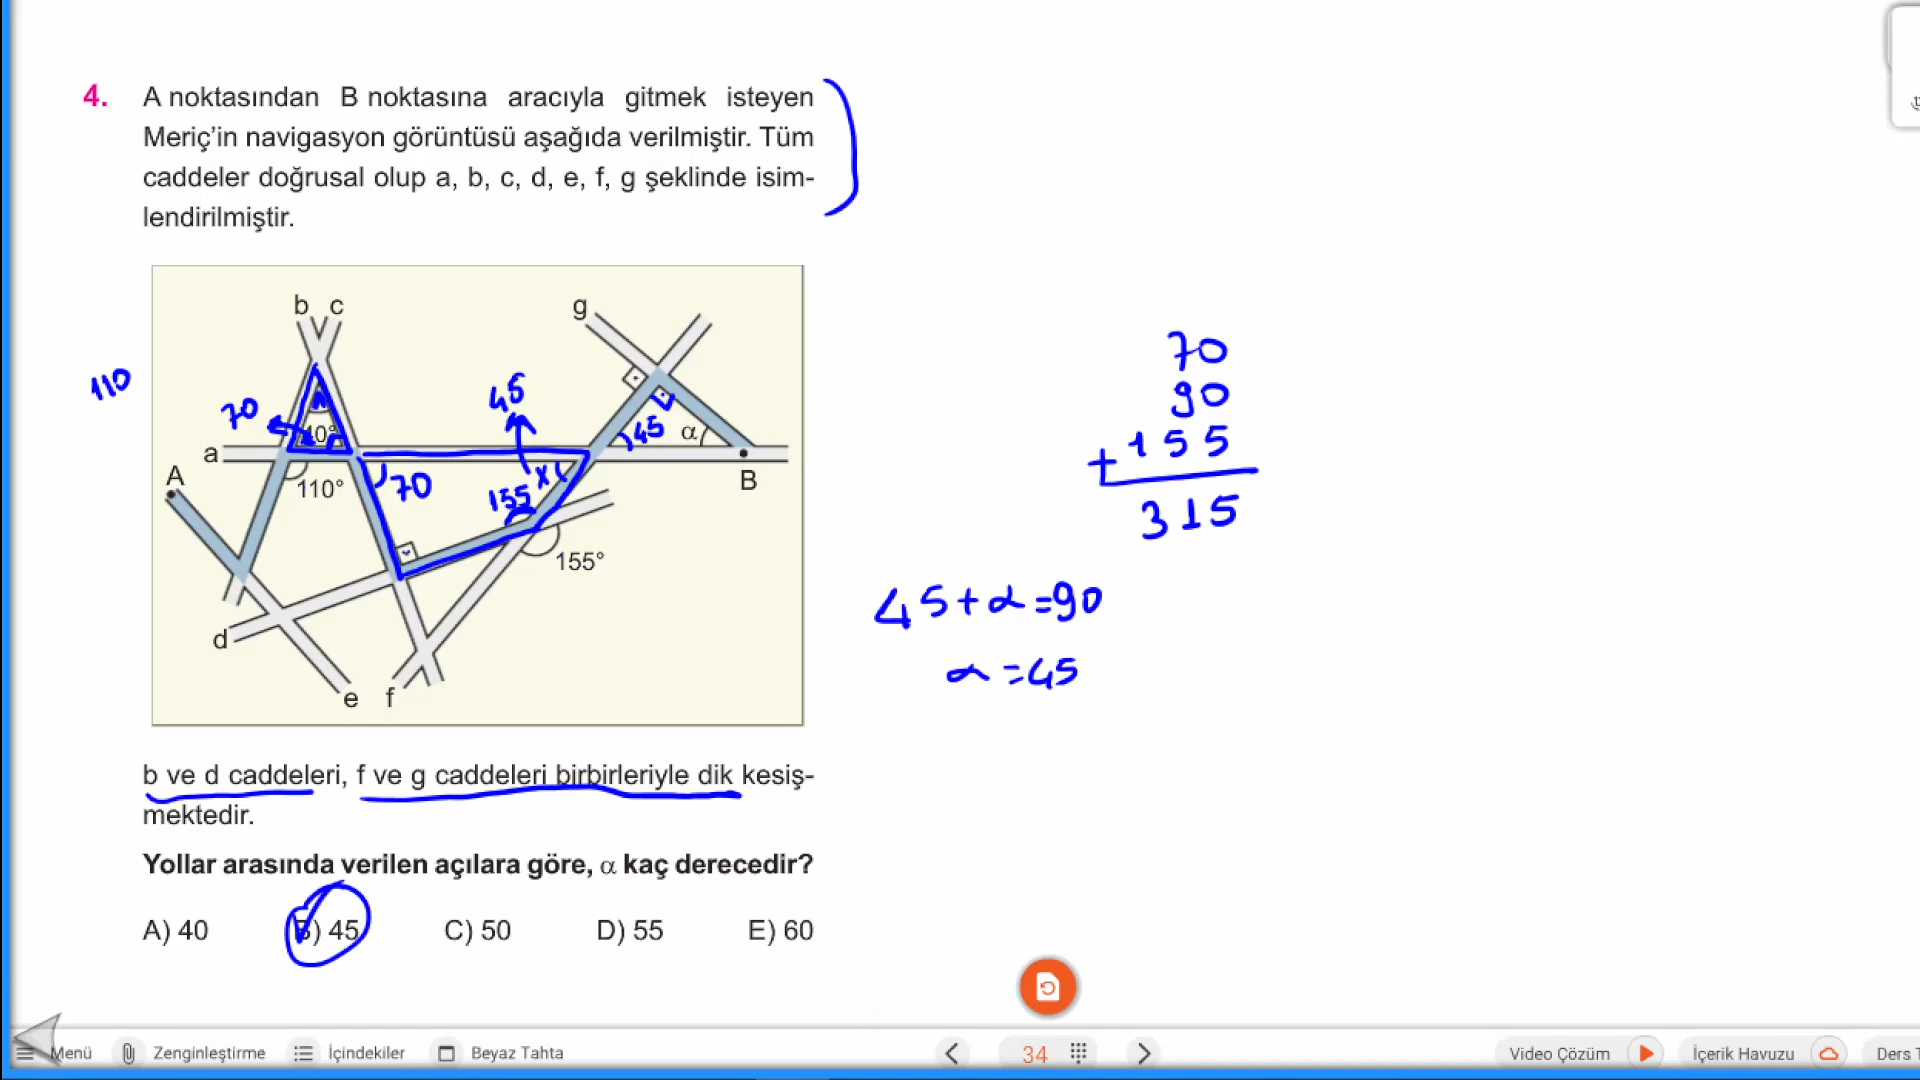 4. A noktasından B noktasına aracıyla gitmek isteyen
Meriç'in navigasyon görüntüsü aşağıda verilmiştir. Tüm
caddeler doğrusal olup a, b, c, d, e, f, g şeklinde isim-
lendirilmiştir.
b c
g
110
70
45
40°
45
α
a
A
110°
70
155
x
B
155°
d
e
f
70
90
+ 155
315
45+α=90
α=45
b ve d caddeleri, f ve g caddeleri birbirleriyle dik kesiş-
mektedir.
Yollar arasında verilen açılara göre, α kaç derecedir?
A) 40 B) 45 C) 50 D) 55 E) 60
Menü Zenginleştirme İçindekiler Beyaz Tahta 34 Video Çözüm İçerik Havuzu Ders